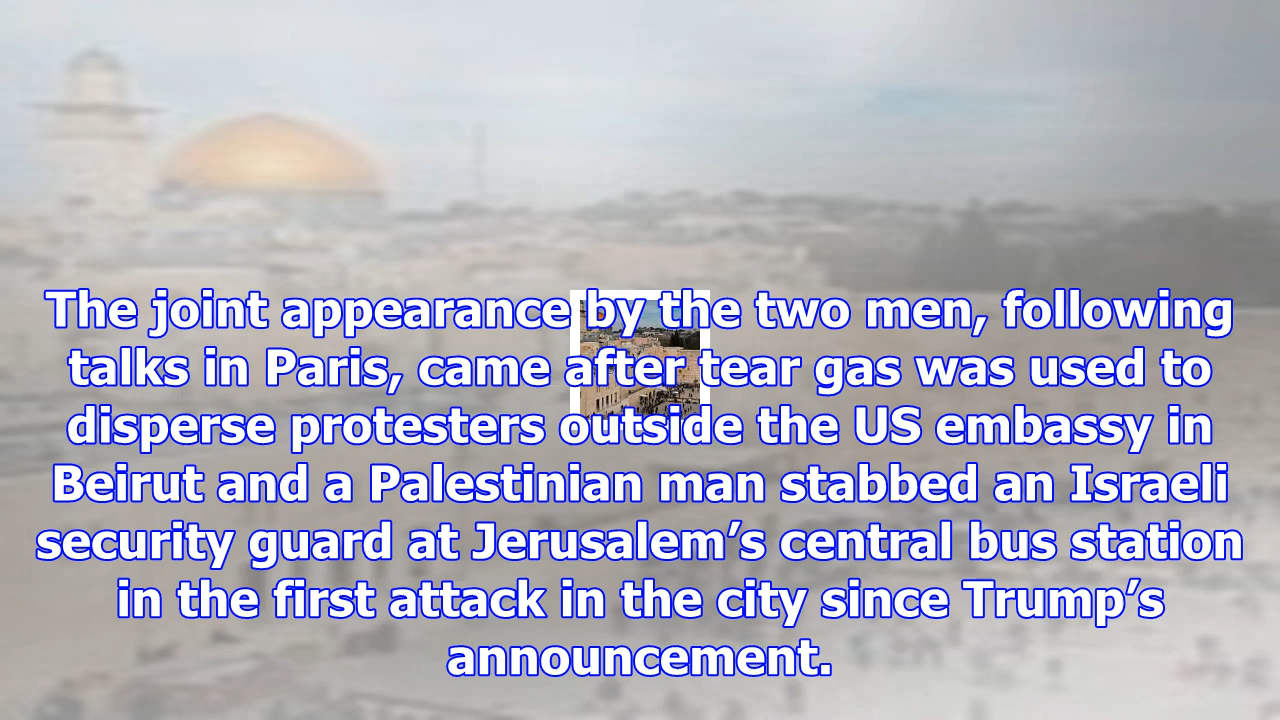 The joint appearance by the two men, following
talks in Paris, came after tear gas was used to
disperse protesters outside the US embassy in
Beirut and a Palestinian man stabbed an Israeli
security guard at Jerusalem’s central bus station
in the first attack in the city since Trump’s
announcement.